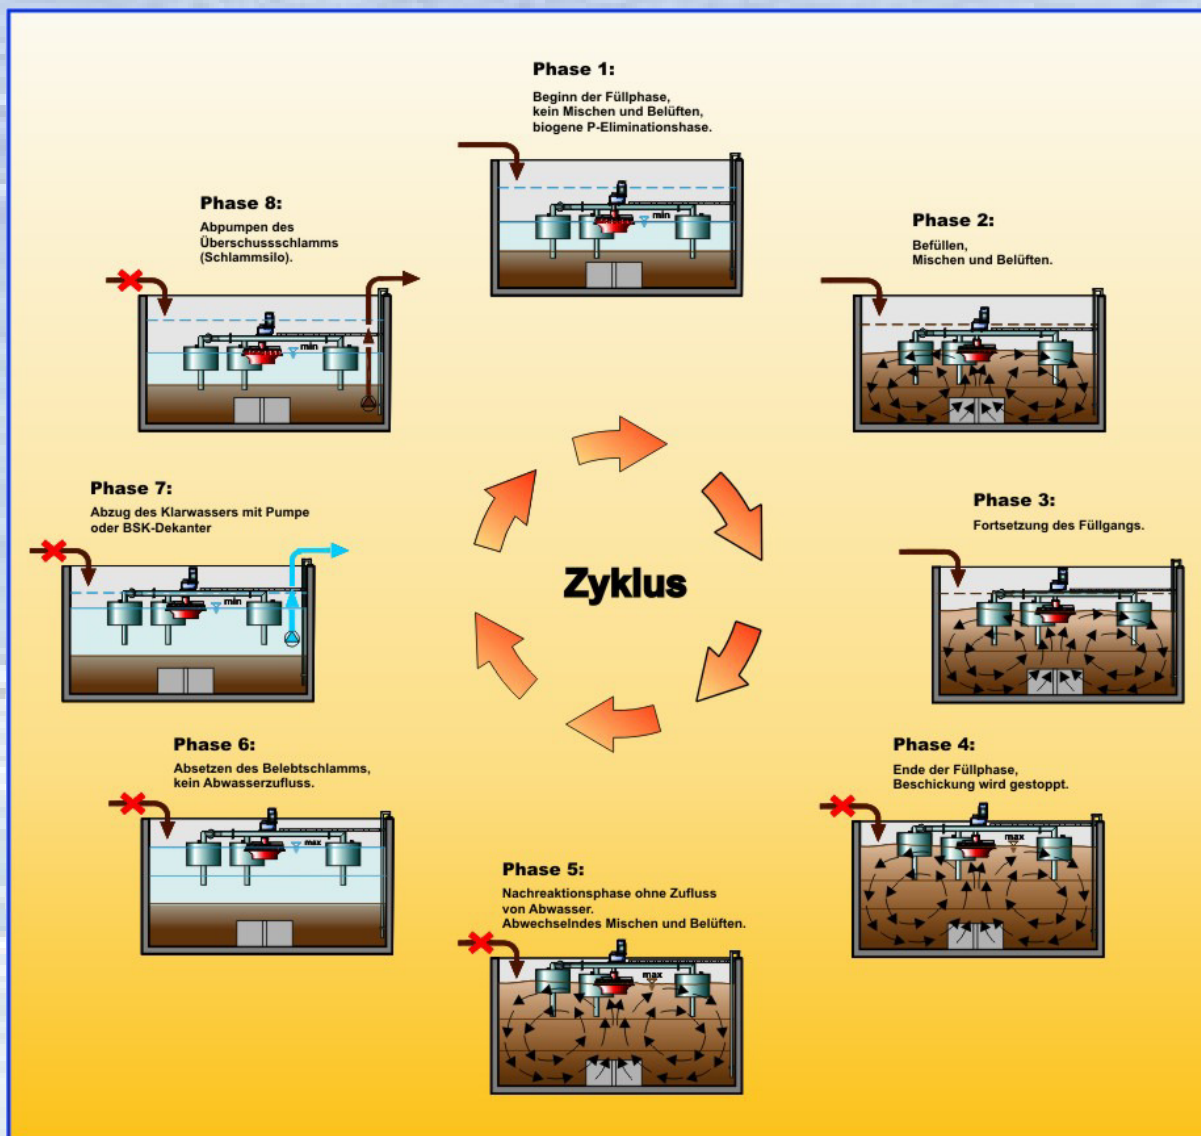 Phase 1:
Beginn der Füllphase,
kein Mischen und Belüften,
biogene P-Eliminationshase.
min
Phase 2:
Befüllen,
Mischen und Belüften.
Phase 3:
Fortsetzung des Füllgangs.
Phase 4:
Ende der Füllphase,
Beschickung wird gestoppt.
max
Phase 5:
Nachreaktionsphase ohne Zufluss
von Abwasser.
Abwechselndes Mischen und Belüften.
max
Phase 6:
Absetzen des Belebtschlamms,
kein Abwasserzufluss.
max
Phase 7:
Abzug des Klarwassers mit Pumpe
oder BSK-Dekanter
min
Phase 8:
Abpumpen des
Überschussschlamms
(Schlammsilo).
min
Zyklus